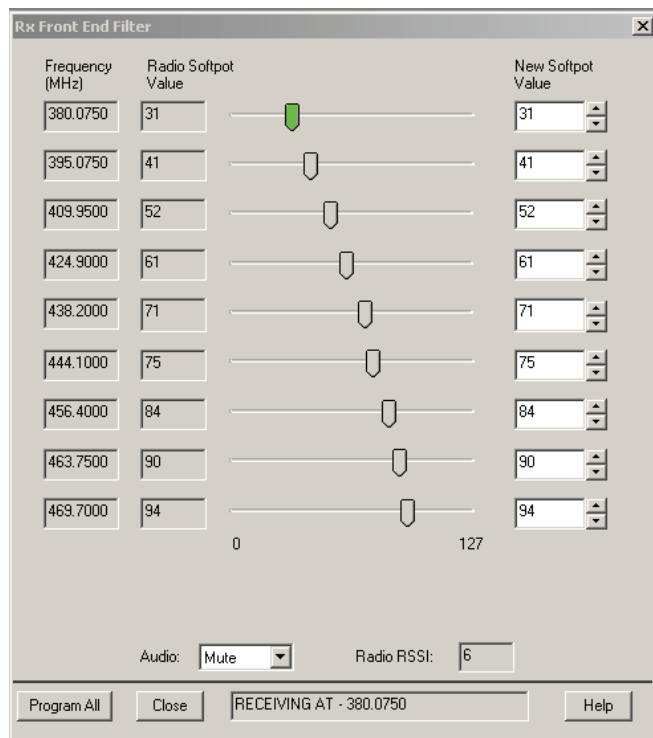 Rx Front End Filter
Frequency (MHz) Radio Softpot Value New Softpot Value
380.0750 31 31
395.0750 41 41
409.9500 52 52
424.9000 61 61
438.2000 71 71
444.1000 75 75
456.4000 84 84
463.7500 90 90
469.7000 94 94
0 127
Audio: Mute Radio RSSI: 6
Program All Close RECEIVING AT - 380.0750 Help